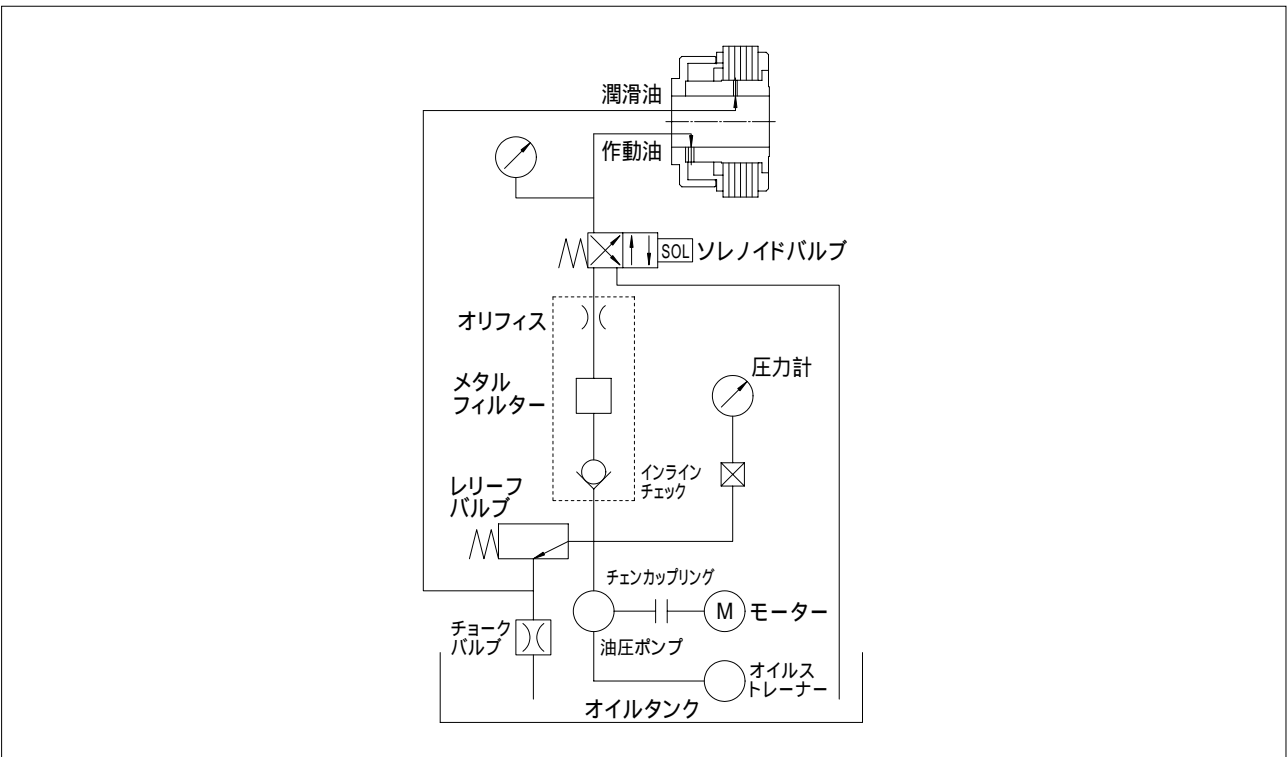 潤滑油
作動油
SOL
ソレノイドバルブ
オリフィス
圧力計
メタル
フィルター
インライン
チェック
レリーフ
バルブ
チェンカップリング
M
モーター
チョーク
バルブ
油圧ポンプ
オイルス
トレーナー
オイルタンク